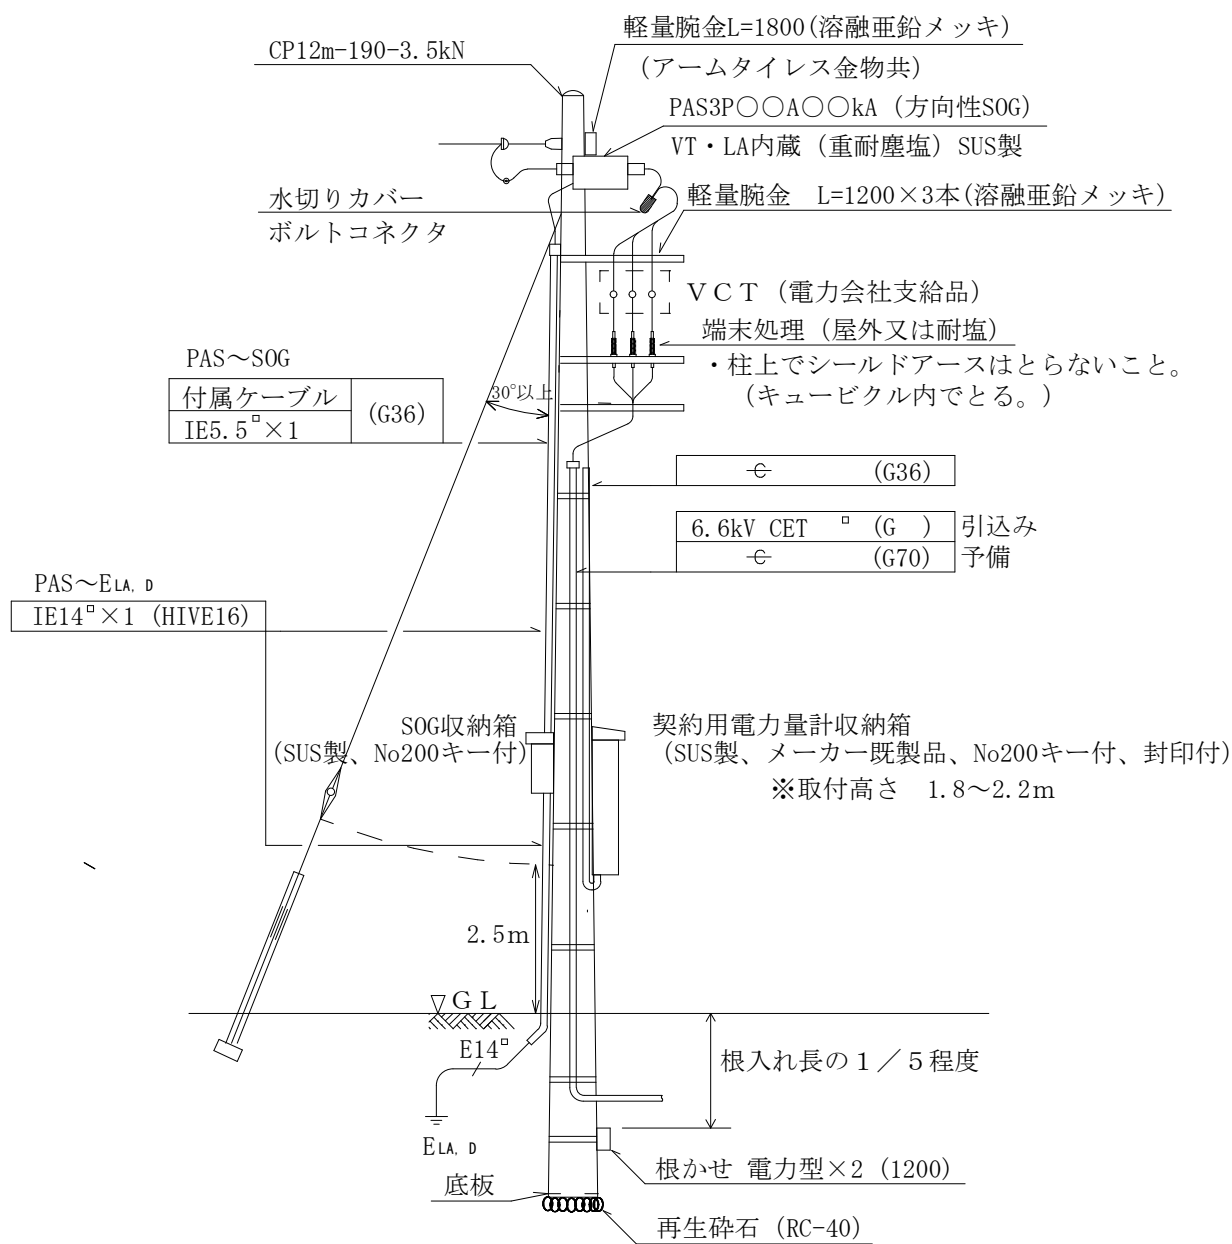 軽量腕金L=1800(溶融亜鉛メッキ)
(アームタイレス金物共)
CP12m-190-3.5kN
PAS3P○○A○○kA (方向性SOG)
VT・LA内蔵 (重耐塵塩) SUS製
水切りカバー
ボルトコネクタ
軽量腕金 L=1200×3本(溶融亜鉛メッキ)
VCT (電力会社支給品)
端末処理 (屋外又は耐塩)
・柱上でシールドアースはとらないこと。
(キュービクル内でとる。)
PAS～SOG
付属ケーブル
IE5.5□×1
(G36)
30°以上
-C- (G36)
6.6kV CET □ (G )
引込み
-C- (G70)
予備
PAS～ELA, D
IE14□×1 (HIVE16)
SOG収納箱
(SUS製、No200キー付)
契約用電力量計収納箱
(SUS製、メーカー既製品、No200キー付、封印付)
※取付高さ 1.8～2.2m
2.5m
GL
E14□
ELA, D
根入れ長の1／5程度
根かせ 電力型×2 (1200)
底板
再生砕石 (RC-40)